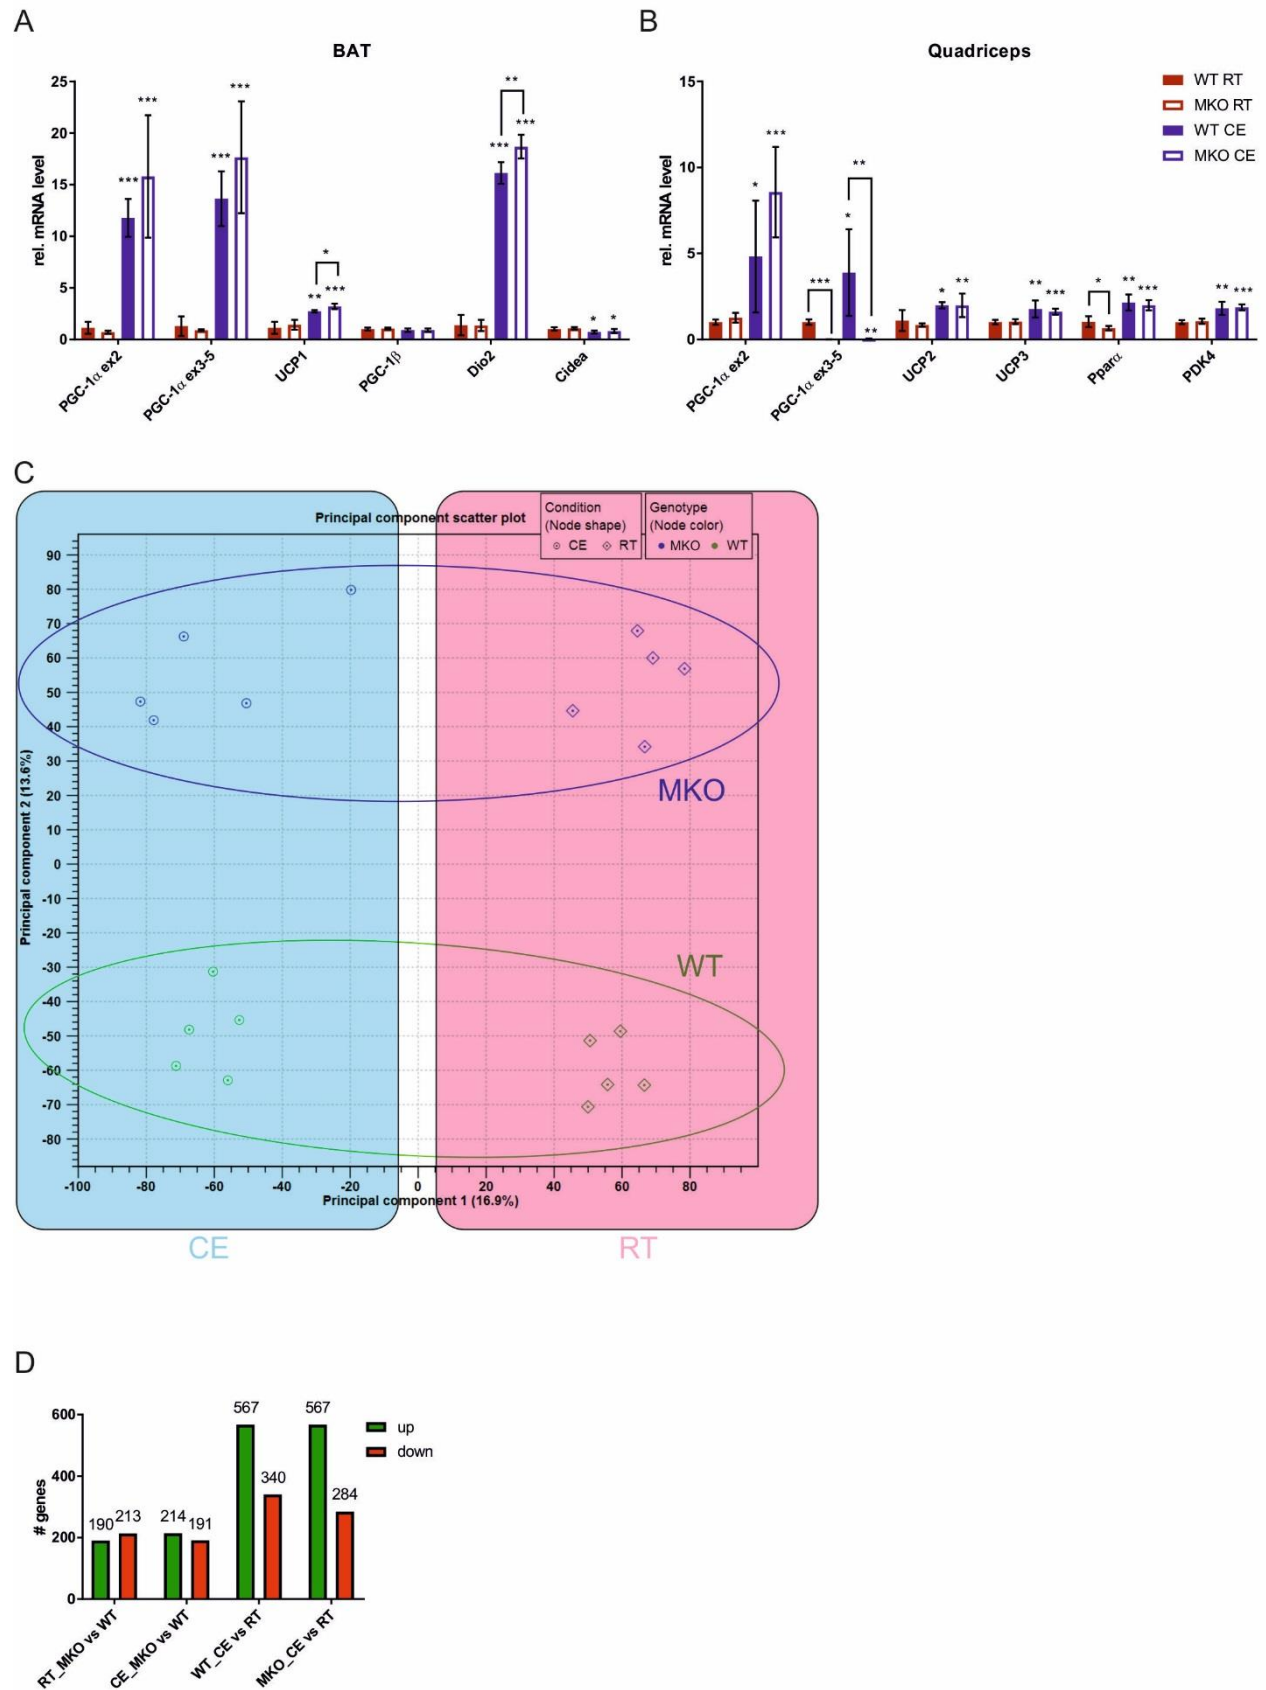 A
BAT
rel. mRNA level
25
20
15
10
5
0
***
***
***
***
**
***
*
***
***
**
*
*
PGC-1α ex2
PGC-1α ex3-5
UCP1
PGC-1β
Dio2
Cidea
B
Quadriceps
rel. mRNA level
15
10
5
0
*
***
***
*
**
**
*
**
**
***
*
**
***
**
***
PGC-1α ex2
PGC-1α ex3-5
UCP2
UCP3
Pparα
PDK4
WT RT
MKO RT
WT CE
MKO CE
C
Principal component scatter plot
Condition
(Node shape)
CE RT
Genotype
(Node color)
MKO WT
Principal component 2 (13.6%)
90
80
70
60
50
40
30
20
10
0
-10
-20
-30
-40
-50
-60
-70
-80
MKO
WT
-100 -80 -60 -40 -20 0 20 40 60 80
Principal component 1 (16.9%)
CE
RT
D
# genes
600
400
200
0
190
213
214
191
567
340
567
284
up
down
RT_MKO vs WT
CE_MKO vs WT
WT_CE vs RT
MKO_CE vs RT